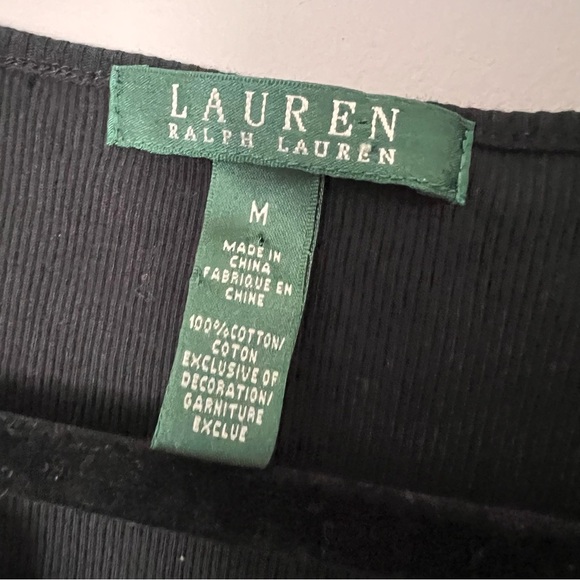 LAUREN
RALPH LAUREN
M
MADE IN
CHINA
FABRIQUE EN
CHINE
100% COTTON/
COTON
EXCLUSIVE OF
DECORATION/
GARNITURE
EXCLUE